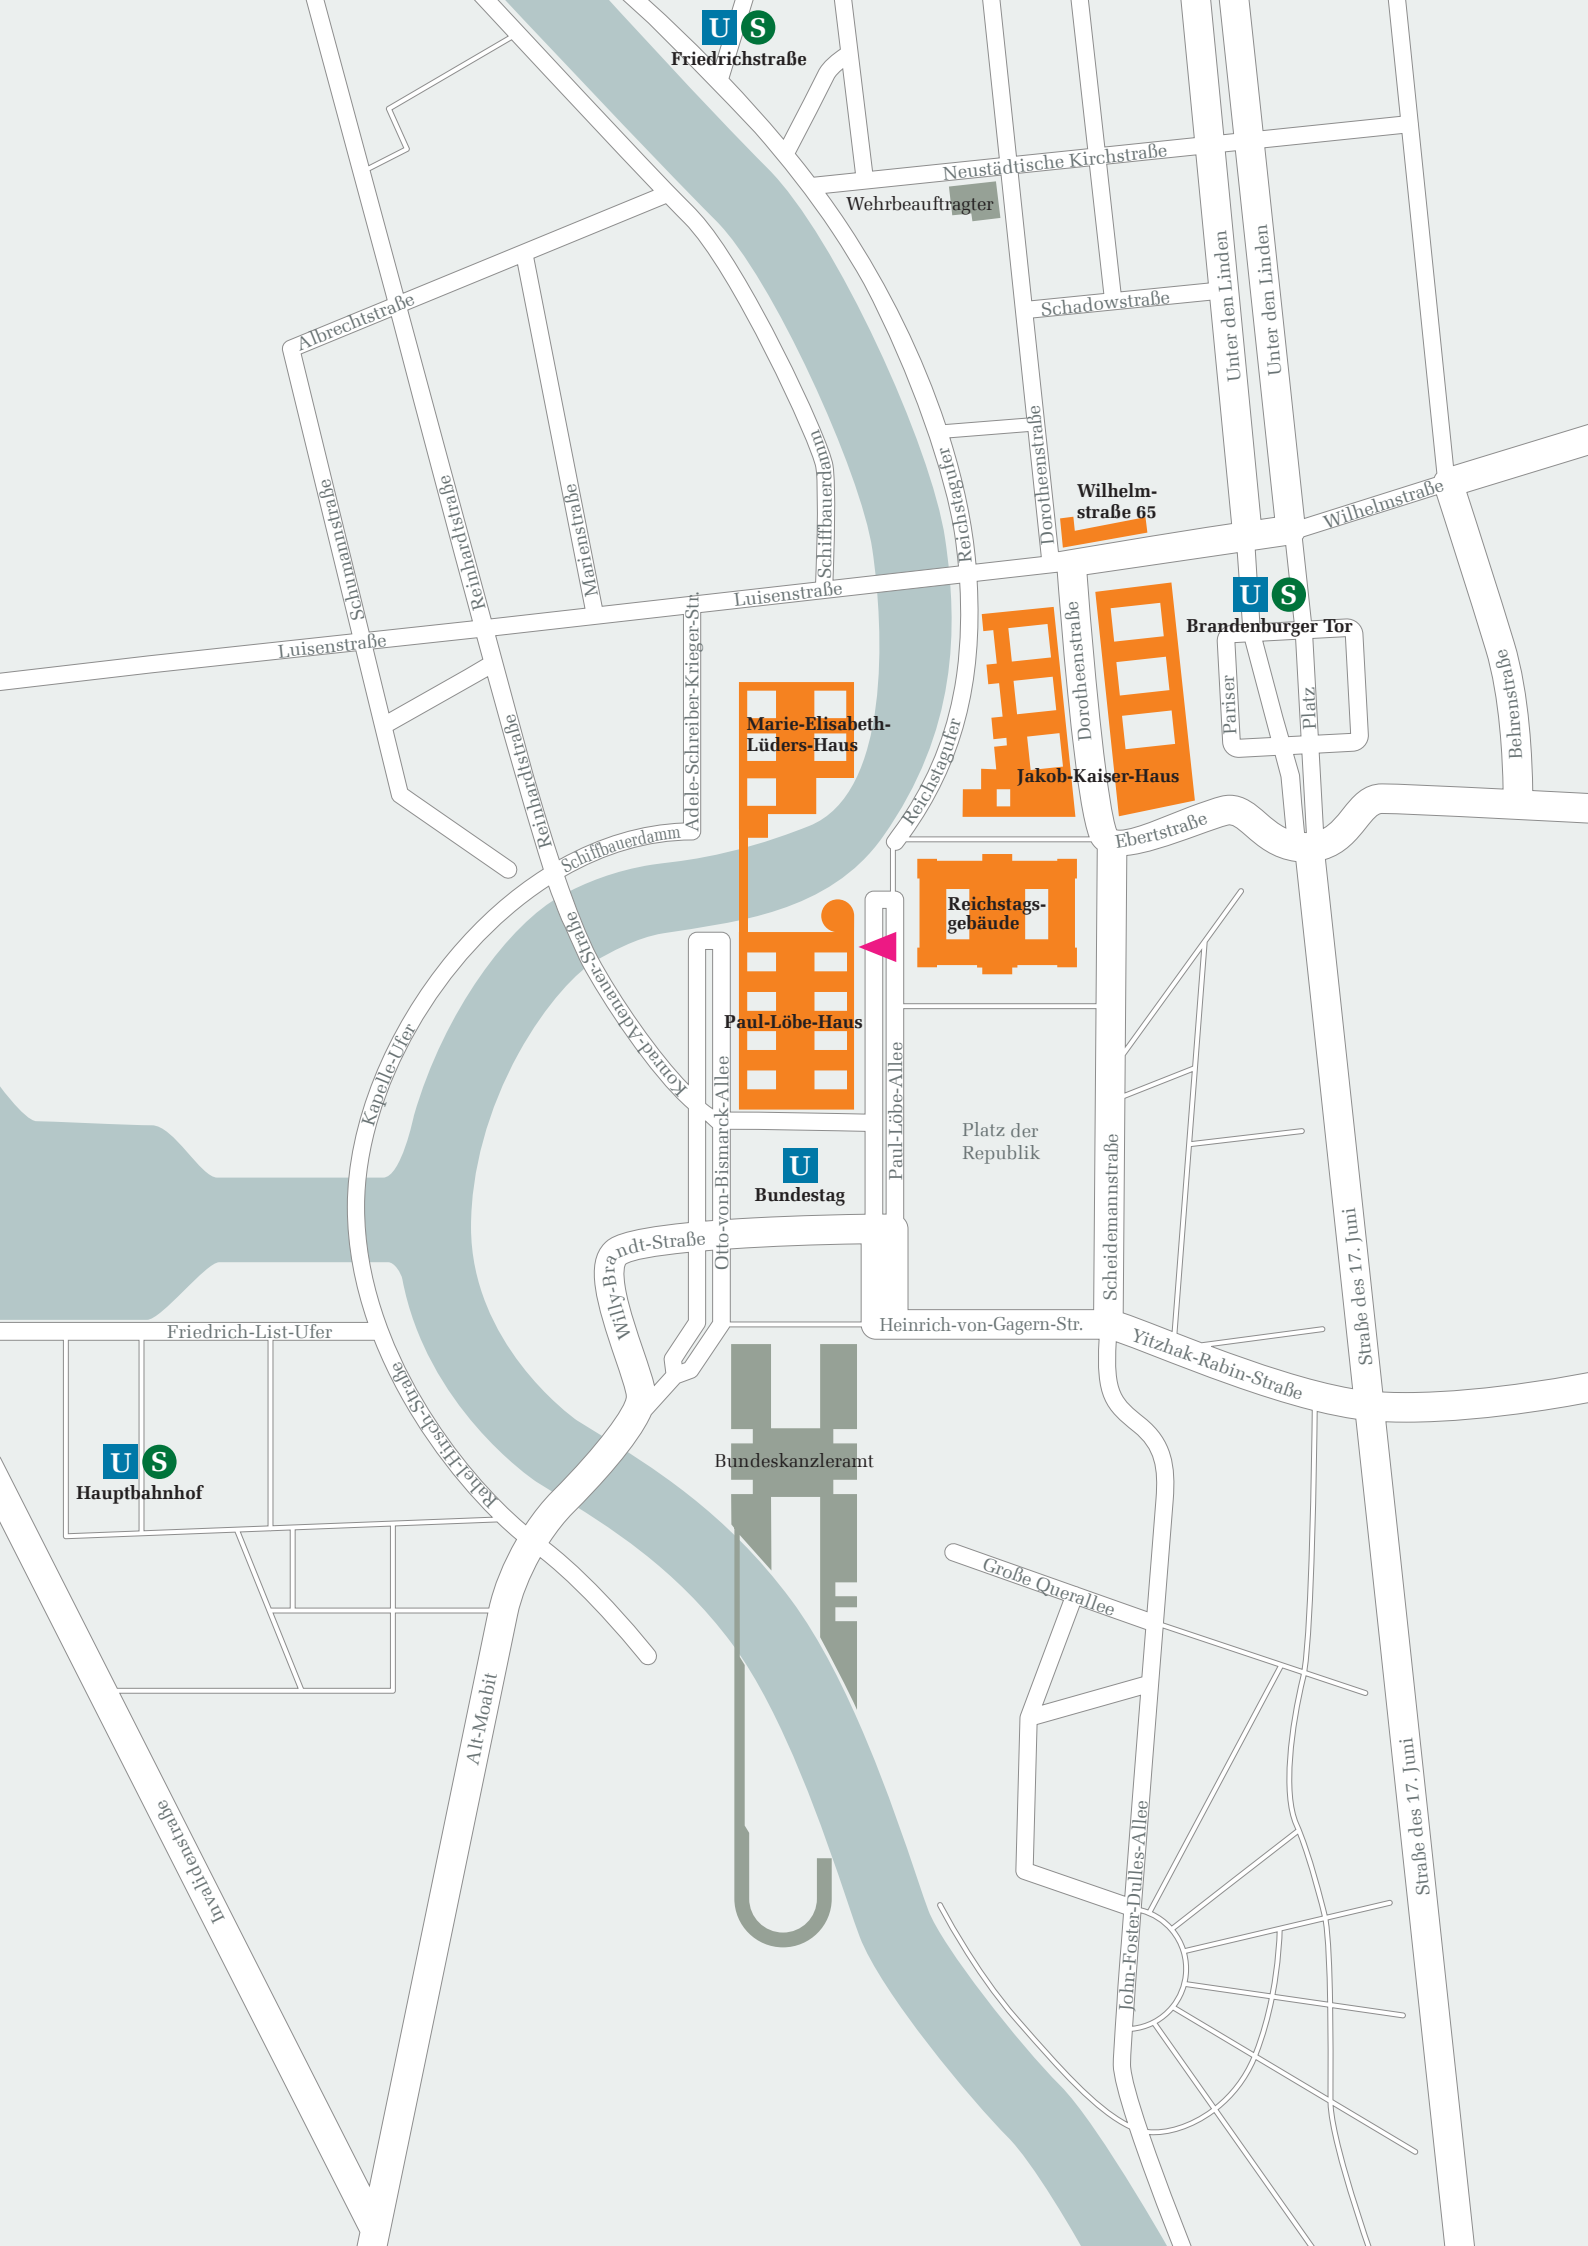 U S
Friedrichstraße
Neustädtische Kirchstraße
Wehrbeauftragter
Unter den Linden
Unter den Linden
Schadowstraße
Albrechtstraße
Dorotheenstraße
Reichstagufer
Schiffbauerdamm
Schumannstraße
Reinhardtstraße
Marienstraße
Wilhelm-
straße 65
Wilhelmstraße
U S
Brandenburger Tor
Luisenstraße
Luisenstraße
Adele-Schreiber-Krieger-Str.
Dorotheenstraße
Pariser
Platz
Behrenstraße
Marie-Elisabeth-
Lüders-Haus
Reinhardtstraße
Reichstagufer
Jakob-Kaiser-Haus
Schiffbauerdamm
Ebertstraße
Reichstags-
gebäude
Konrad-Adenauer-Straße
Kapelle-Ufer
Paul-Löbe-Haus
Otto-von-Bismarck-Allee
Paul-Löbe-Allee
Platz der
Republik
U
Bundestag
Scheidemannstraße
Straße des 17. Juni
Willy-Brandt-Straße
Friedrich-List-Ufer
Heinrich-von-Gagern-Str.
Yitzhak-Rabin-Straße
Rahel-Hirsch-Straße
U S
Hauptbahnhof
Bundeskanzleramt
Große Querallee
Alt-Moabit
Invalidenstraße
John-Foster-Dulles-Allee
Straße des 17. Juni